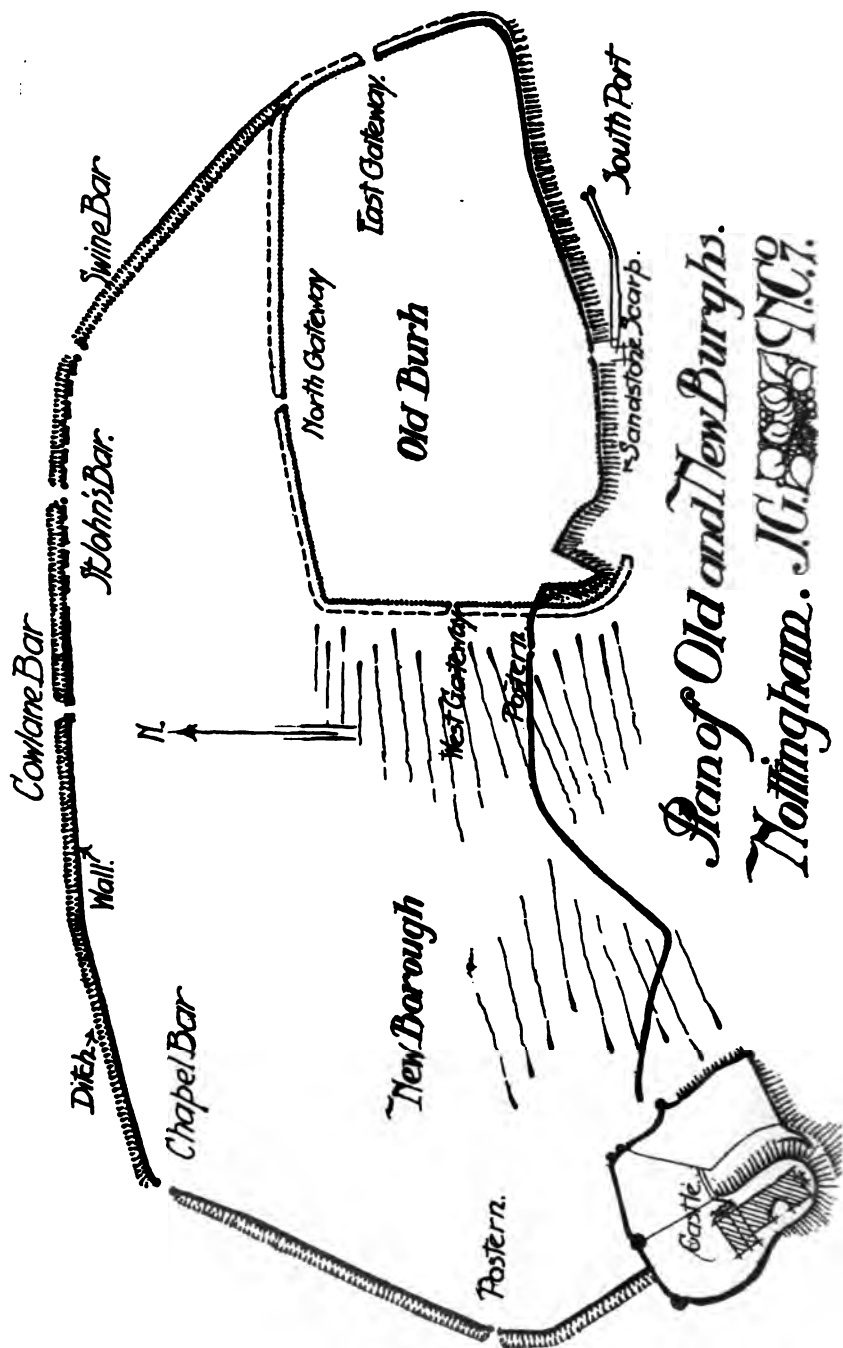 Cowlane Bar
St John's Bar.
Swine Bar
Ditch
Wall.
N.
Chapel Bar
North Gateway
East Gateway.
Old Burh
New Borough
West Gateway
Postern.
Postern.
South Port
Sandstone Scarp.
Castle.
Plan of Old and New Burghs.
Nottingham. J.G.